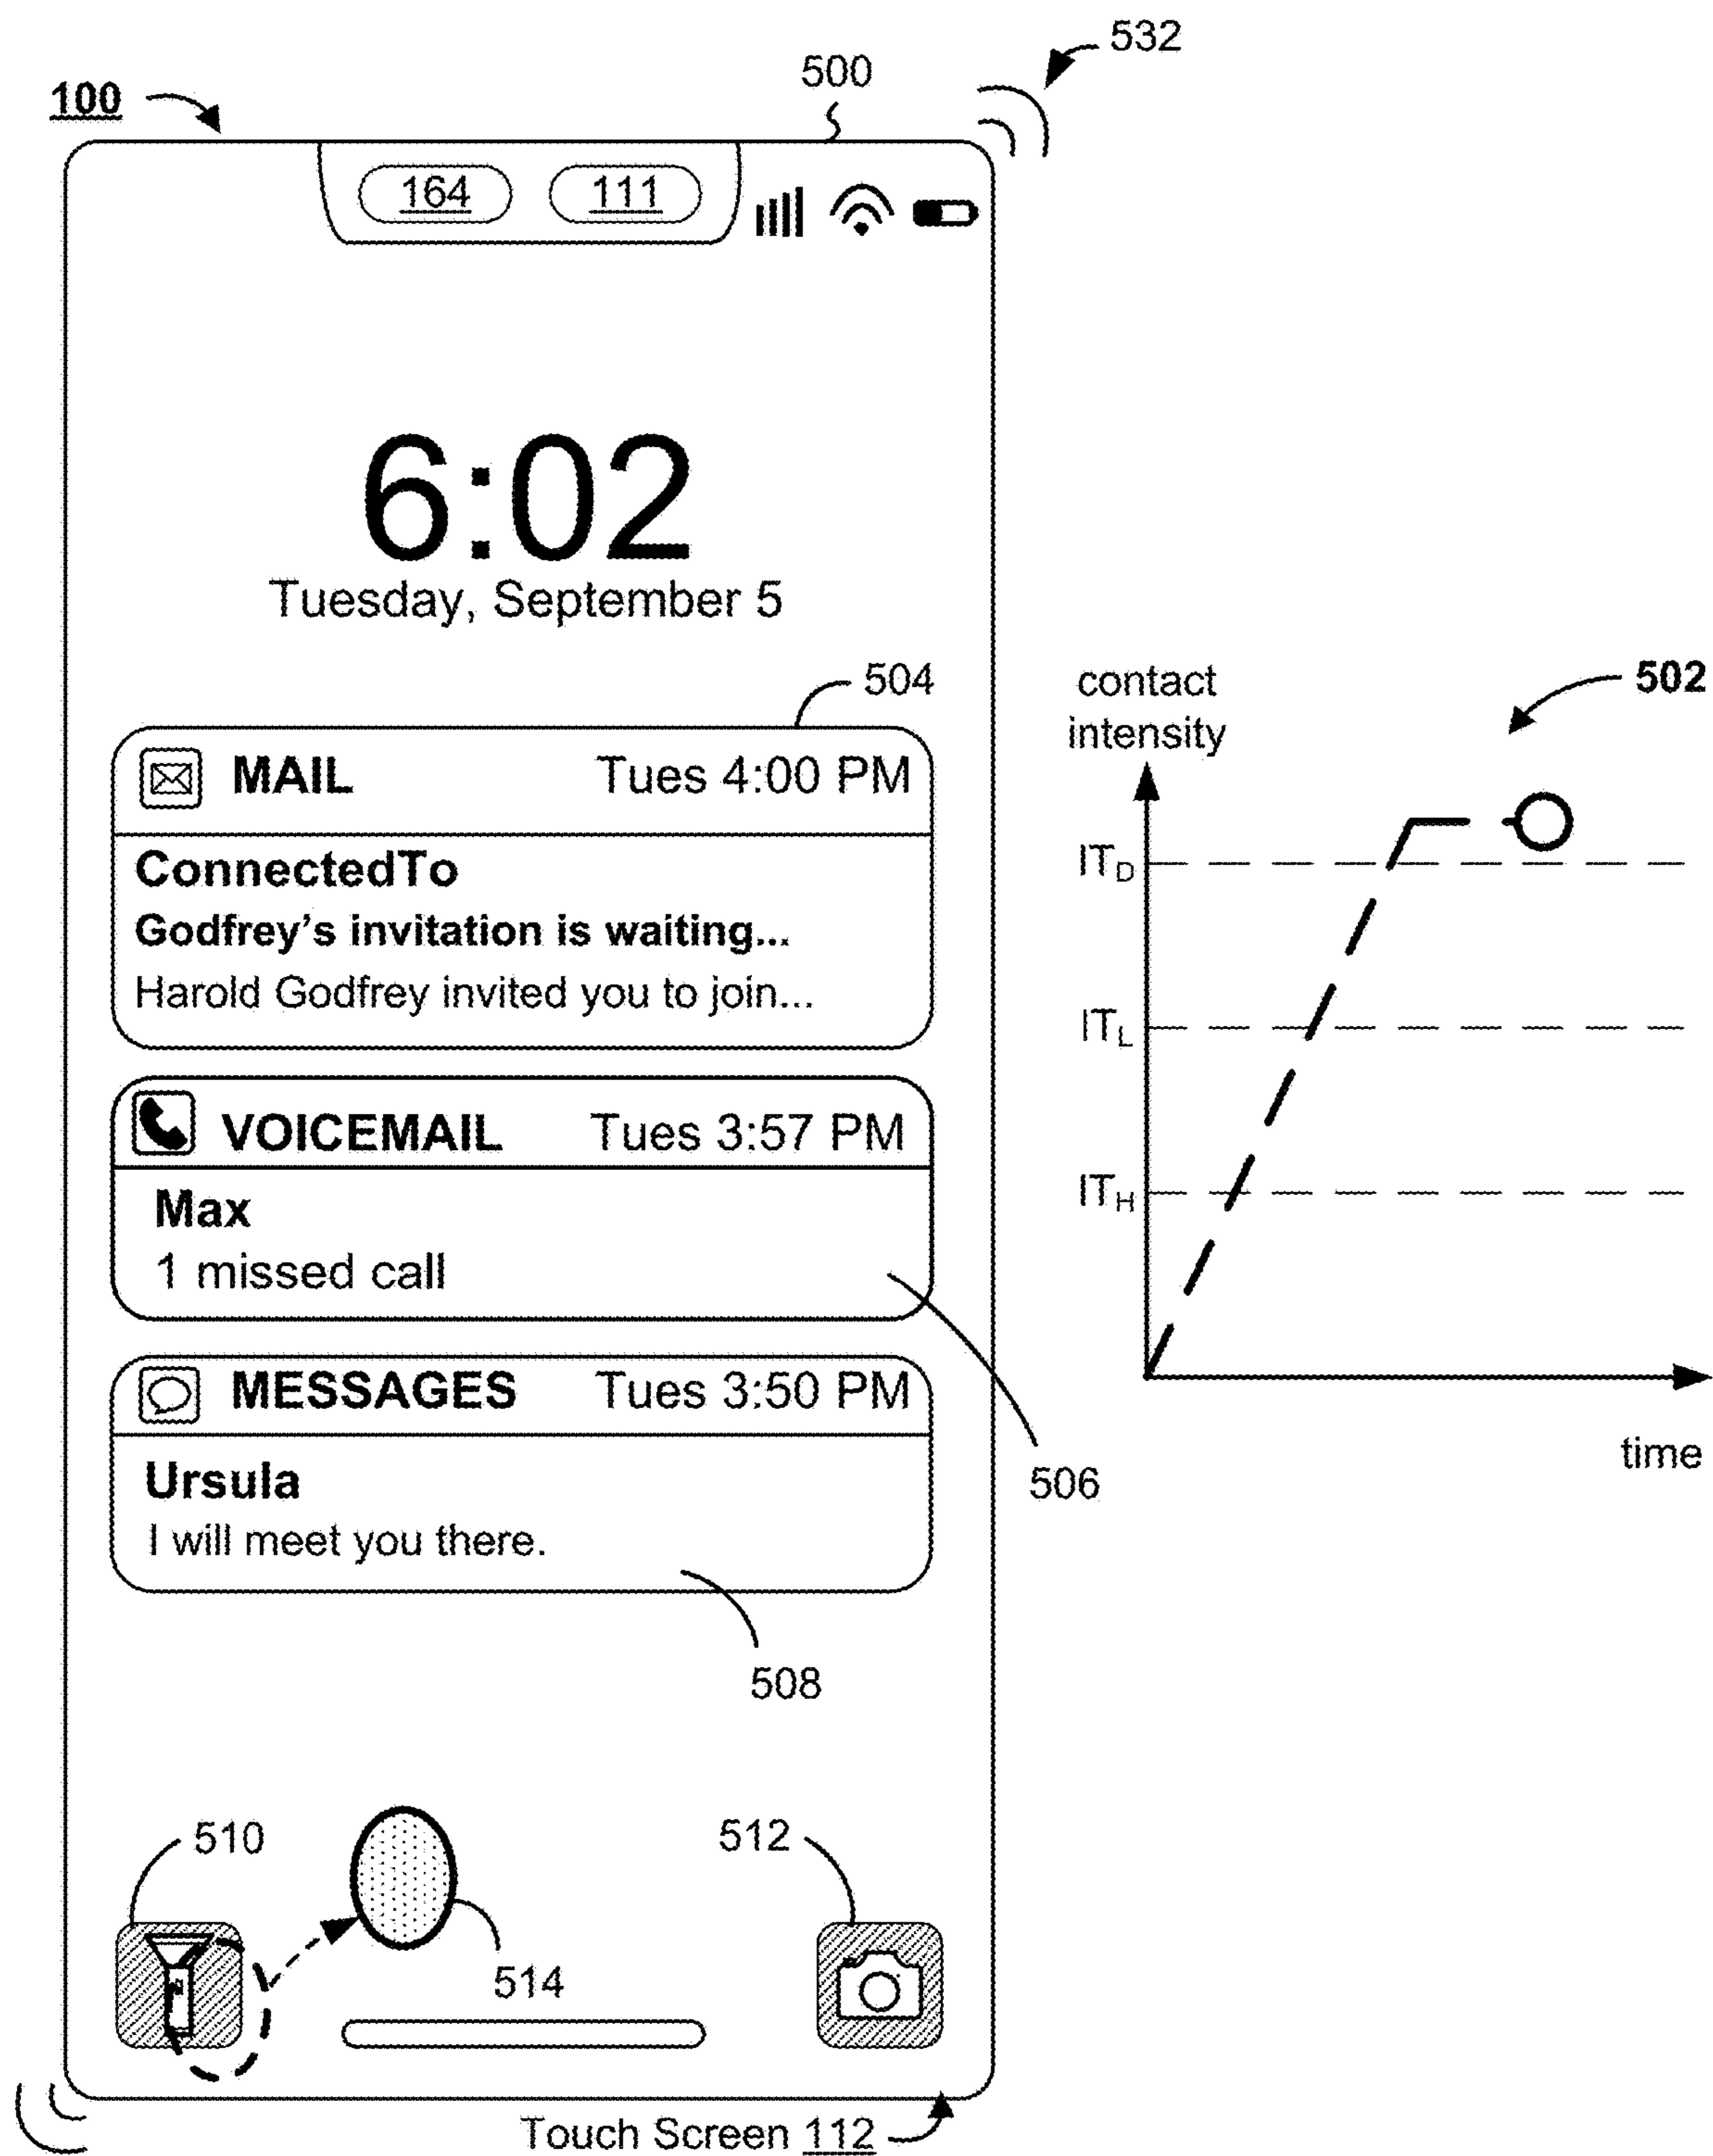 532
500
100
164
111
6:02
Tuesday, September 5
504
MAIL Tues 4:00 PM
ConnectedTo
Godfrey's invitation is waiting...
Harold Godfrey invited you to join...
VOICEMAIL Tues 3:57 PM
Max
1 missed call
MESSAGES Tues 3:50 PM
Ursula
I will meet you there.
506
508
510
512
514
Touch Screen 112
contact
intensity
502
IT_D
IT_L
IT_H
time